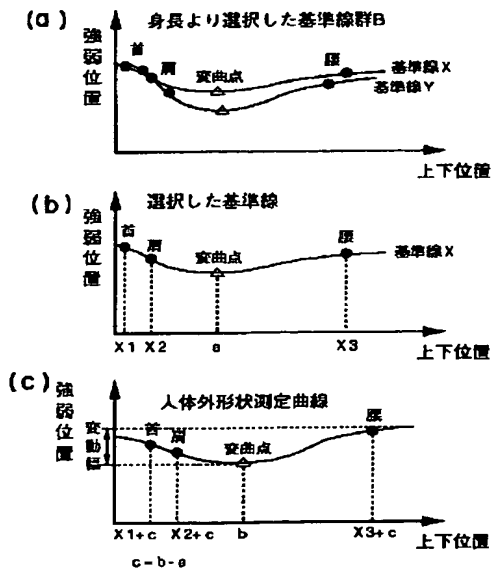 (a) 身長より選択した基準線群B
強弱位置
首
肩
変曲点
腰
基準線X
基準線Y
上下位置
(b) 選択した基準線
強弱位置
首
肩
変曲点
腰
基準線X
X1 X2 a X3
上下位置
(c) 人体外形状測定曲線
強弱位置
変動幅
首
肩
変曲点
腰
X1+c X2+c b X3+c
上下位置
c-b-a